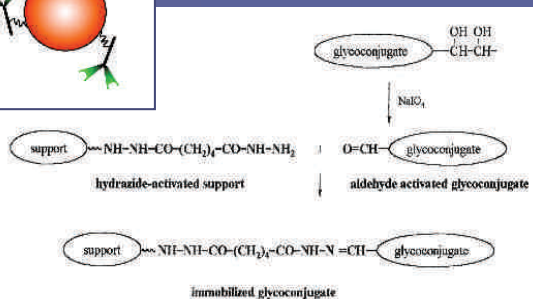 OH OH
glycoconjugate -CH-CH-
NaIO4
support -NH-NH-CO-(CH2)4-CO-NH-NH2 + O=CH- glycoconjugate
hydrazide-activated support aldehyde activated glycoconjugate
support -NH-NH-CO-(CH2)4-CO-NH-N =CH- glycoconjugate
immobilized glycoconjugate